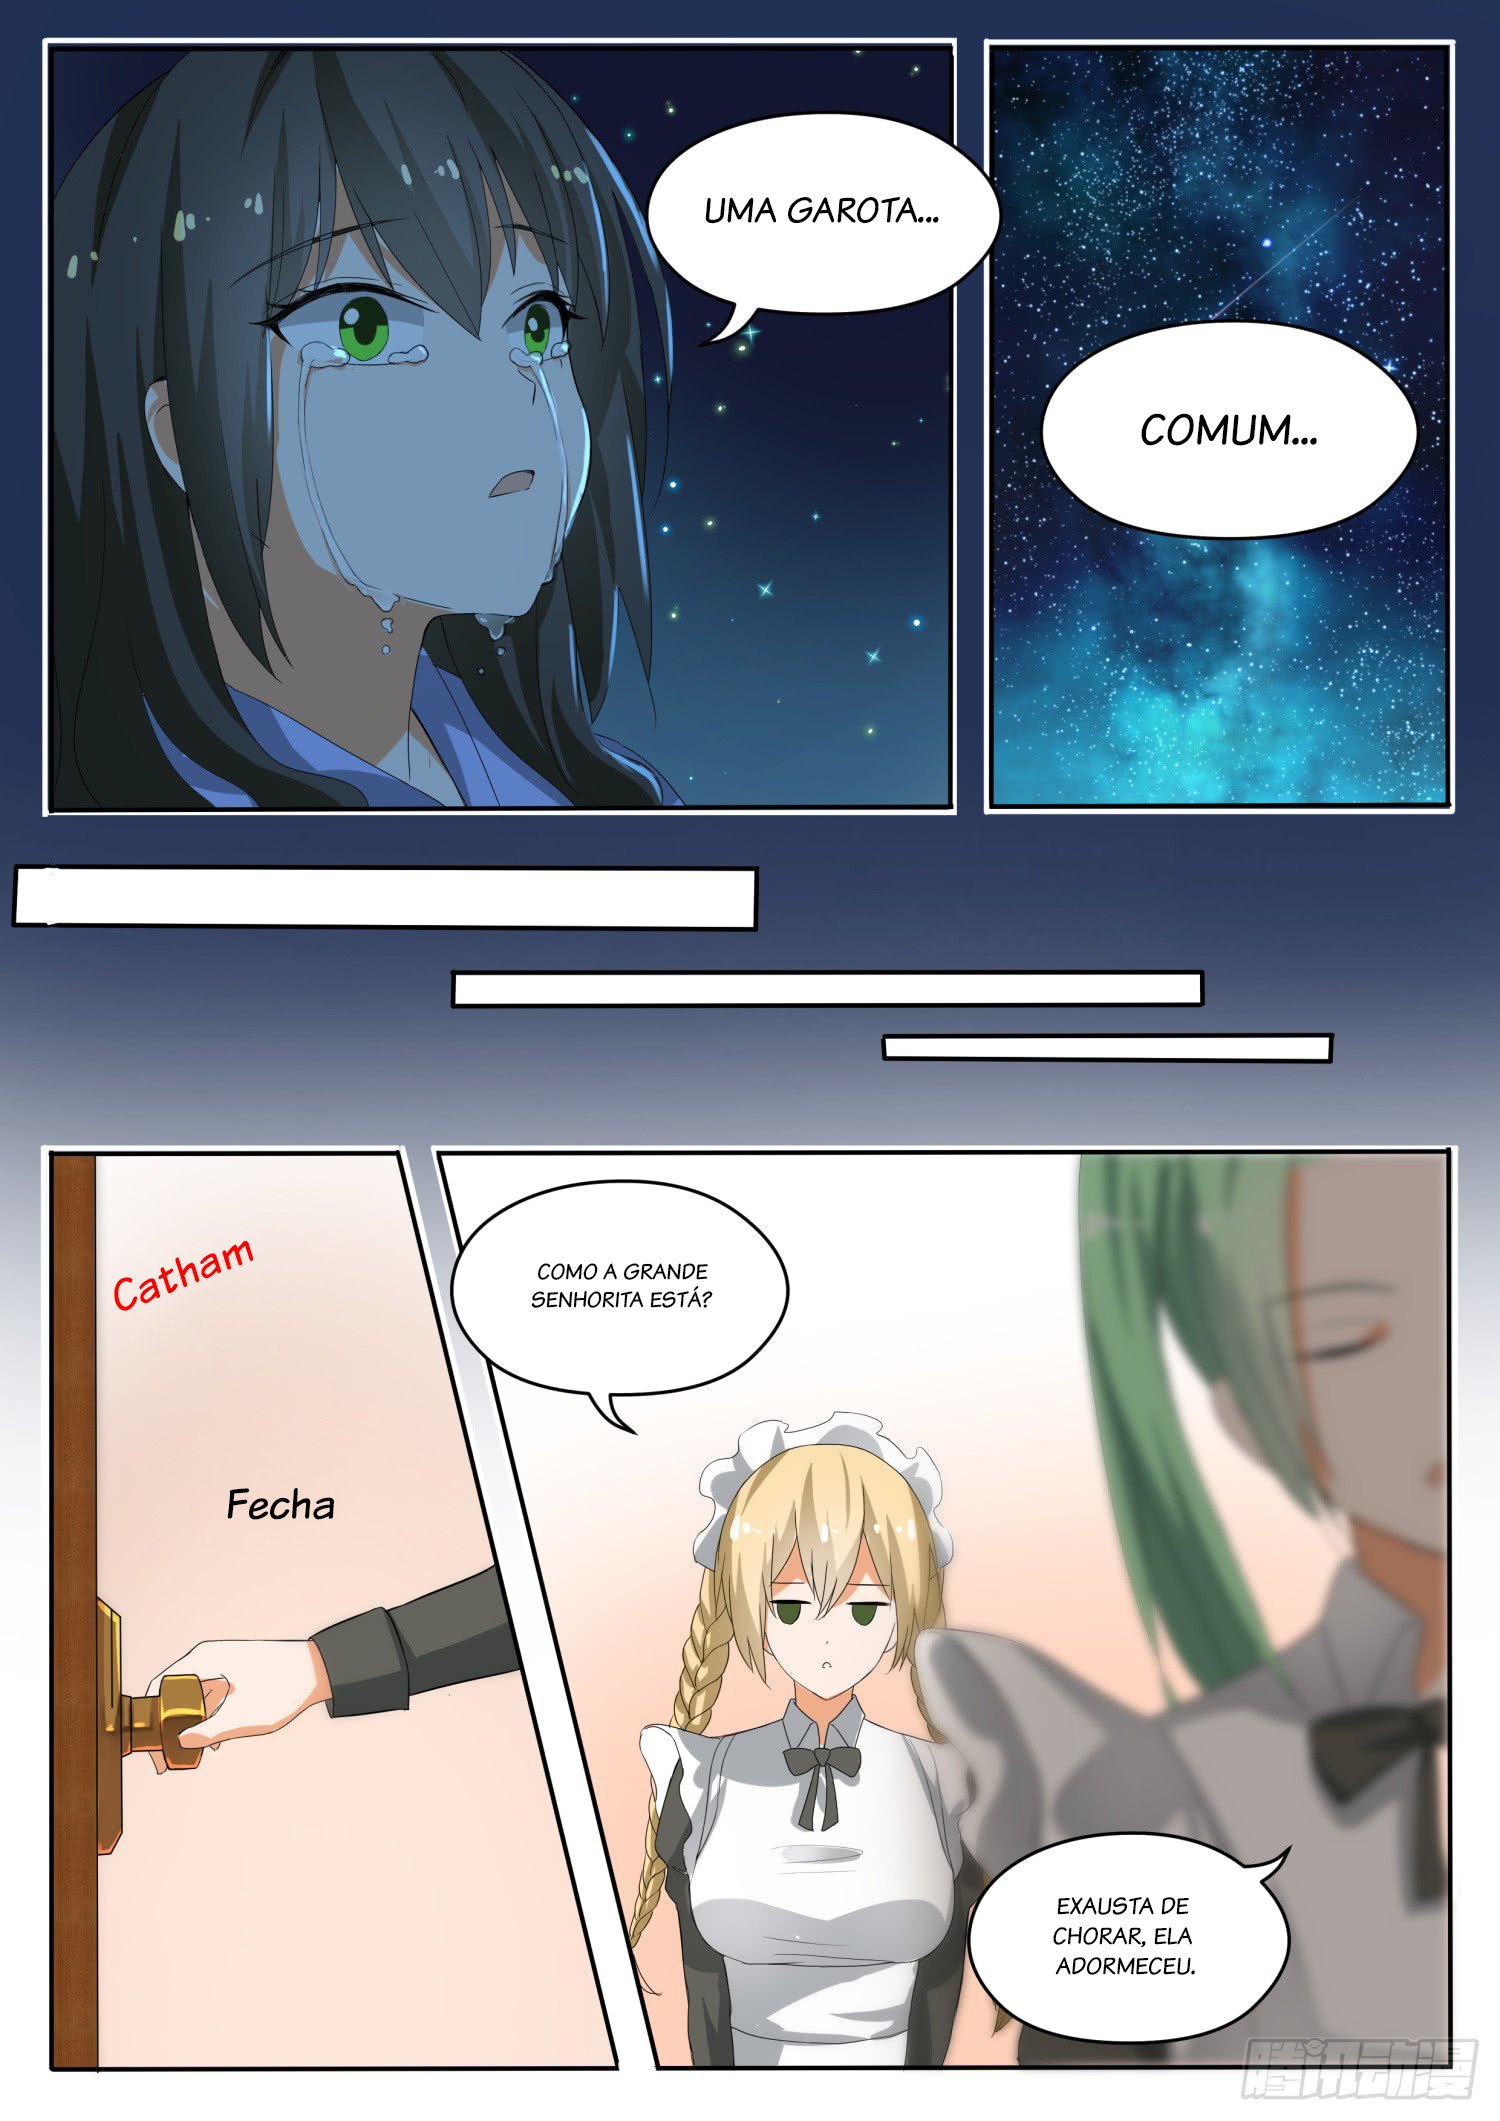 UMA GAROTA...
COMUM...
Catham
Fecha
COMO A GRANDE
SENHORITA ESTÁ?
EXAUSTA DE
CHORAR, ELA
ADORMECEU.
腾讯动漫